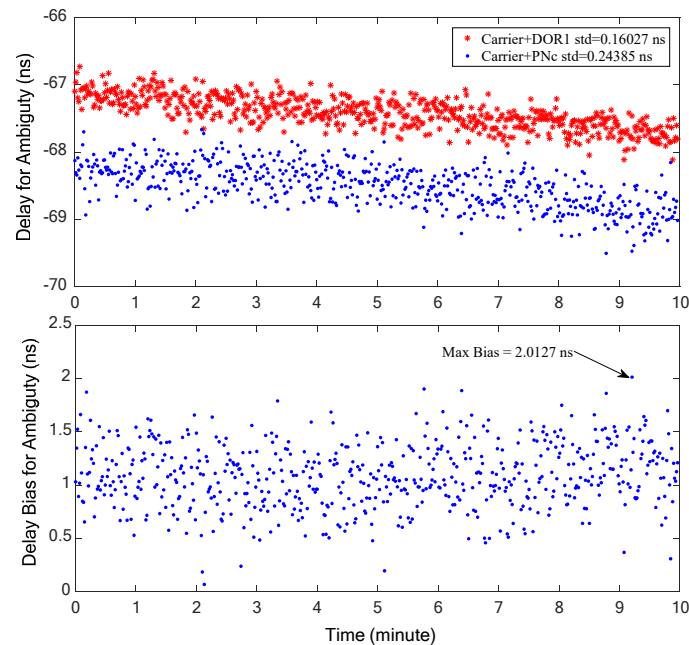 -66
-67
-68
-69
-70
Delay for Ambiguty (ns)
Carrier+DOR1 std=0.16027 ns
Carrier+PNc std=0.24385 ns
0 1 2 3 4 5 6 7 8 9 10
2.5
2
1.5
1
0.5
0
Delay Bias for Ambiguty (ns)
Max Bias = 2.0127 ns
0 1 2 3 4 5 6 7 8 9 10
Time (minute)